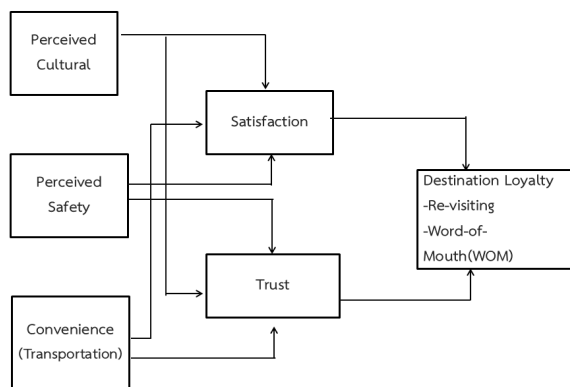 Perceived
Cultural
Satisfaction
Perceived
Safety
Destination Loyalty
-Re-visiting
-Word-of-
Mouth(WOM)
Trust
Convenience
(Transportation)